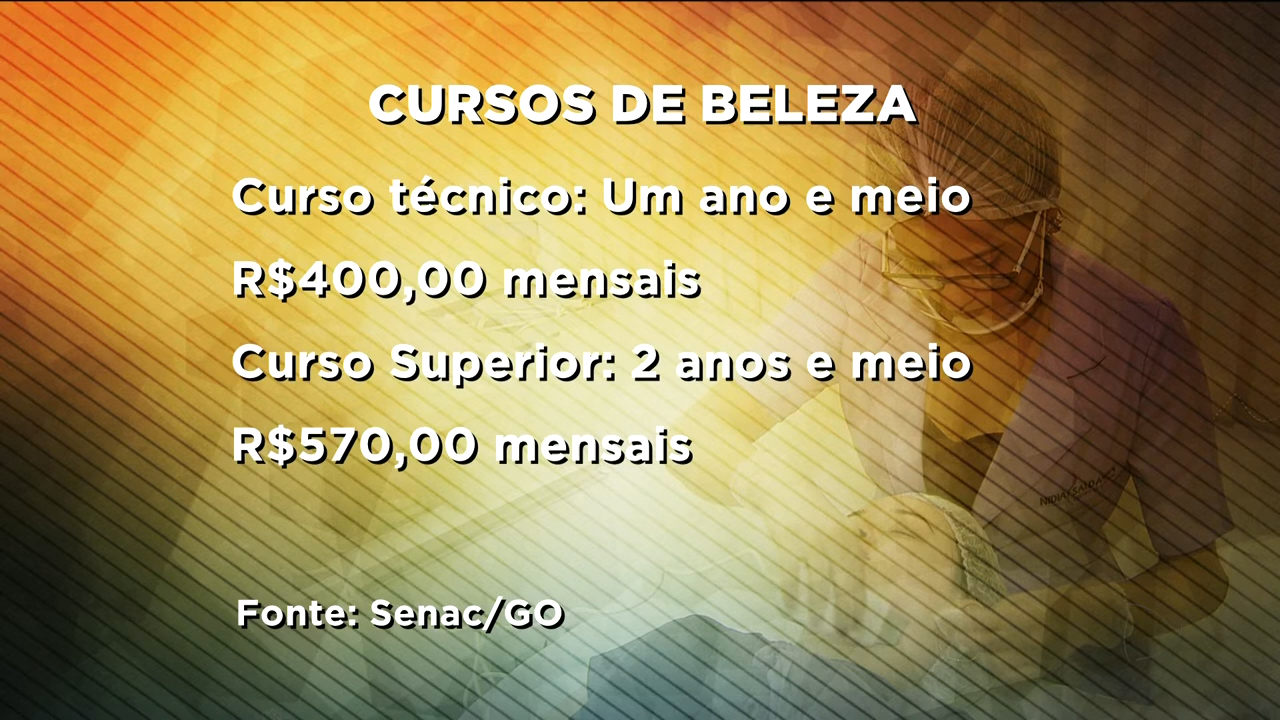 CURSOS DE BELEZA
Curso técnico: Um ano e meio
R$400,00 mensais
Curso Superior: 2 anos e meio
R$570,00 mensais
Fonte: Senac/GO